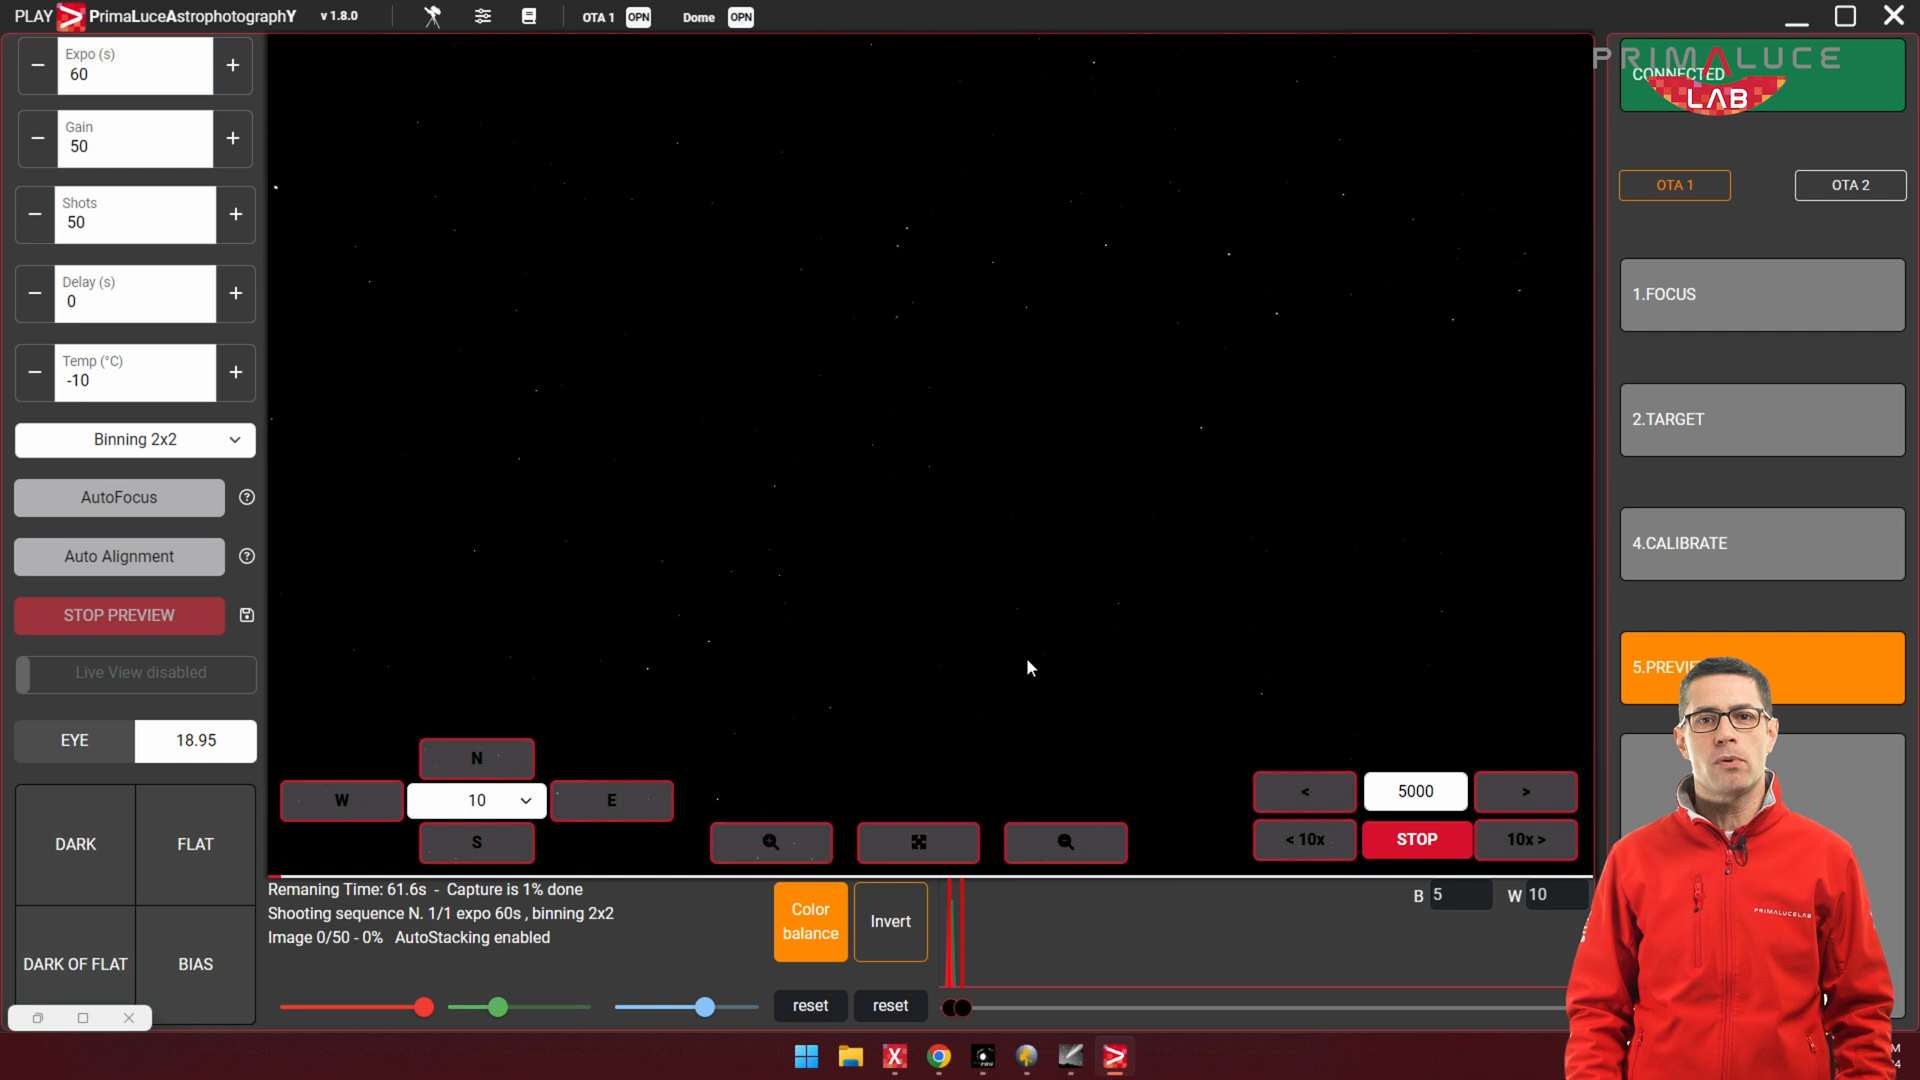 PLAY PrimaLuceAstrophotographY v 1.8.0 OTA 1 OPN Dome OPN
Expo (s)
60
Gain
50
Shots
50
Delay (s)
0
Temp (°C)
-10
Binning 2x2
AutoFocus
Auto Alignment
STOP PREVIEW
Live View disabled
EYE 18.95
DARK FLAT
DARK OF FLAT BIAS
N
W 10 E
S
< 5000 >
< 10x STOP 10x >
Remaning Time: 61.6s - Capture is 1% done
Shooting sequence N. 1/1 expo 60s , binning 2x2
Image 0/50 - 0% AutoStacking enabled
Color
balance
Invert
B 5 W 10
reset reset
PRIMALUCE
LAB
CONNECTED
OTA 1 OTA 2
1.FOCUS
2.TARGET
4.CALIBRATE
PRIMALUCELAB